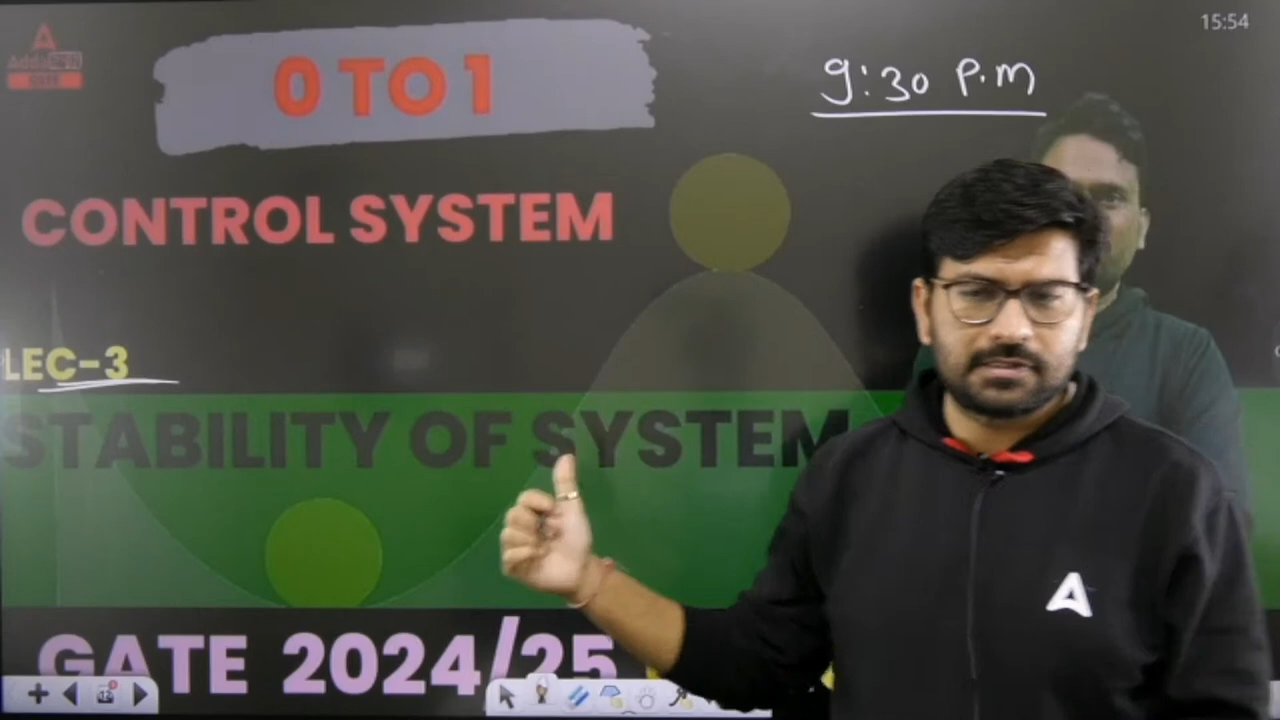 15:54
0 TO 1
9:30 P.M
CONTROL SYSTEM
LEC-3
STABILITY OF SYSTEM
GATE 2024/25